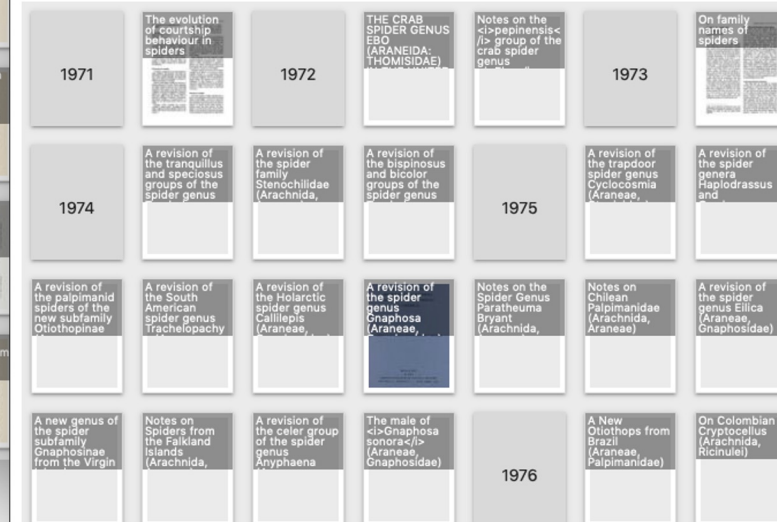 1971
The evolution
of courtship
behaviour in
spiders
1972
THE CRAB
SPIDER GENUS
EBO
(ARANEIDA:
THOMISIDAE)
Notes on the
<i>pepinensis<
/i> group of the
crab spider
genus
1973
On family
names of
spiders
1974
A revision of
the tranquillus
and speciosus
groups of the
spider genus
A revision of
the spider
family
Stenochilidae
(Arachnida,
A revision of
the bispinosus
and bicolor
groups of the
spider genus
1975
A revision of
the trapdoor
spider genus
Cyclocosmia
(Araneae,
A revision of
the spider
genera
Haplodrassus
and
A revision of
the palpimanid
spiders of the
new subfamily
Otiothopinae
A revision of
the South
American
spider genus
Trachelopachy
A revision of
the Holarctic
spider genus
Callilepis
(Araneae,
A revision of
the spider
genus
Gnaphosa
(Araneae,
Notes on the
Spider Genus
Paratheuma
Bryant
(Arachnida,
Notes on
Chilean
Palpimanidae
(Arachnida,
Araneae)
A revision of
the spider
genus Eilica
(Araneae,
Gnaphosidae)
A new genus of
the spider
subfamily
Gnaphosinae
from the Virgin
Notes on
Spiders from
the Falkland
Islands
(Arachnida,
A revision of
the celer group
of the spider
genus
Anyphaena
The male of
<i>Gnaphosa
sonora</i>
(Araneae,
Gnaphosidae)
1976
A New
Otiothops from
Brazil
(Araneae,
Palpimanidae)
On Colombian
Cryptocellus
(Arachnida,
Ricinulei)